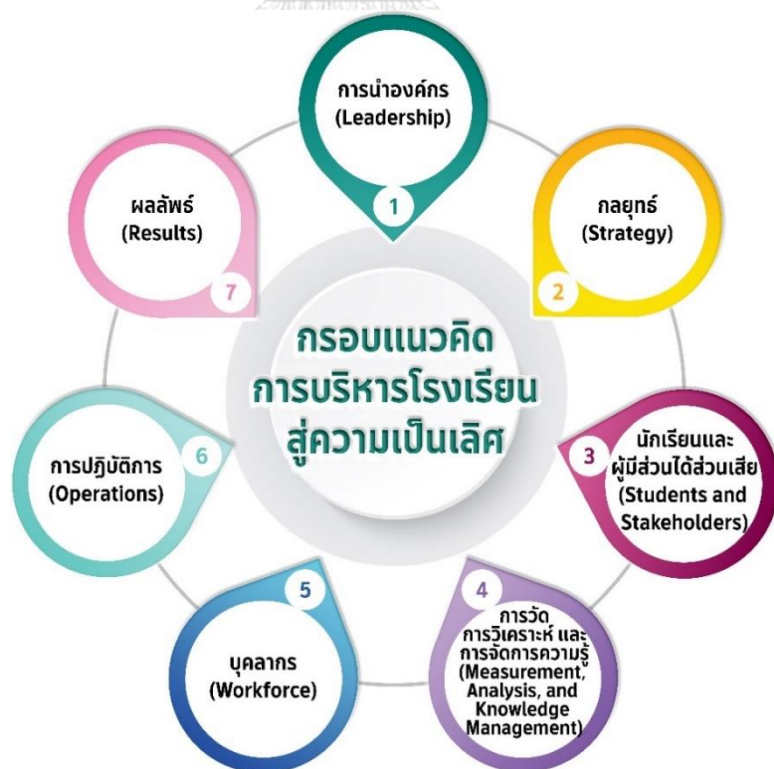 การนำองค์กร
(Leadership)
1
กลยุทธ์
(Strategy)
2
นักเรียนและ
ผู้มีส่วนได้ส่วนเสีย
(Students and
Stakeholders)
3
4
การวัด
การวิเคราะห์ และ
การจัดการความรู้
(Measurement,
Analysis, and
Knowledge
Management)
5
บุคลากร
(Workforce)
การปฏิบัติการ
(Operations)
6
ผลลัพธ์
(Results)
7
กรอบแนวคิด
การบริหารโรงเรียน
สู่ความเป็นเลิศ